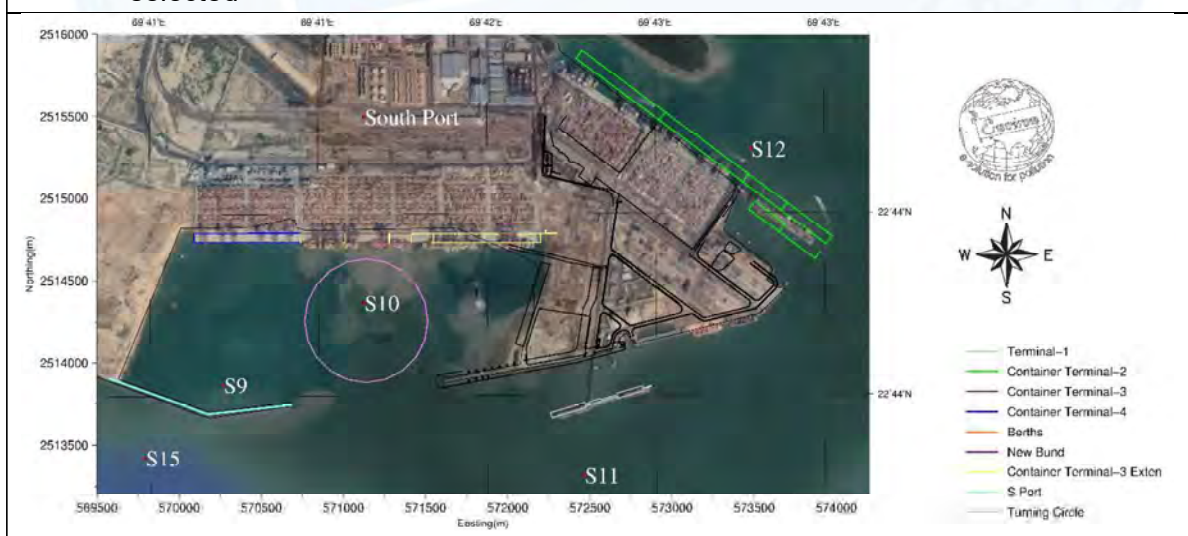 selected
69 41'E 69 41'E 69 42'E 69 43'E 69 43'E
2516000
2515500
2515000
2514500
2514000
2513500
Northing(m)
South Port
S12
S10
S9
S15
S11
22 44'N
22 44'N
569500 570000 570500 571000 571500 572000 572500 573000 573500 574000
Easting(m)
e-solution for pollution
N
W E
S
Terminal-1
Container Terminal-2
Container Terminal-3
Container Terminal-4
Berths
New Bund
Container Terminal-3 Exten
S Port
Turning Circle